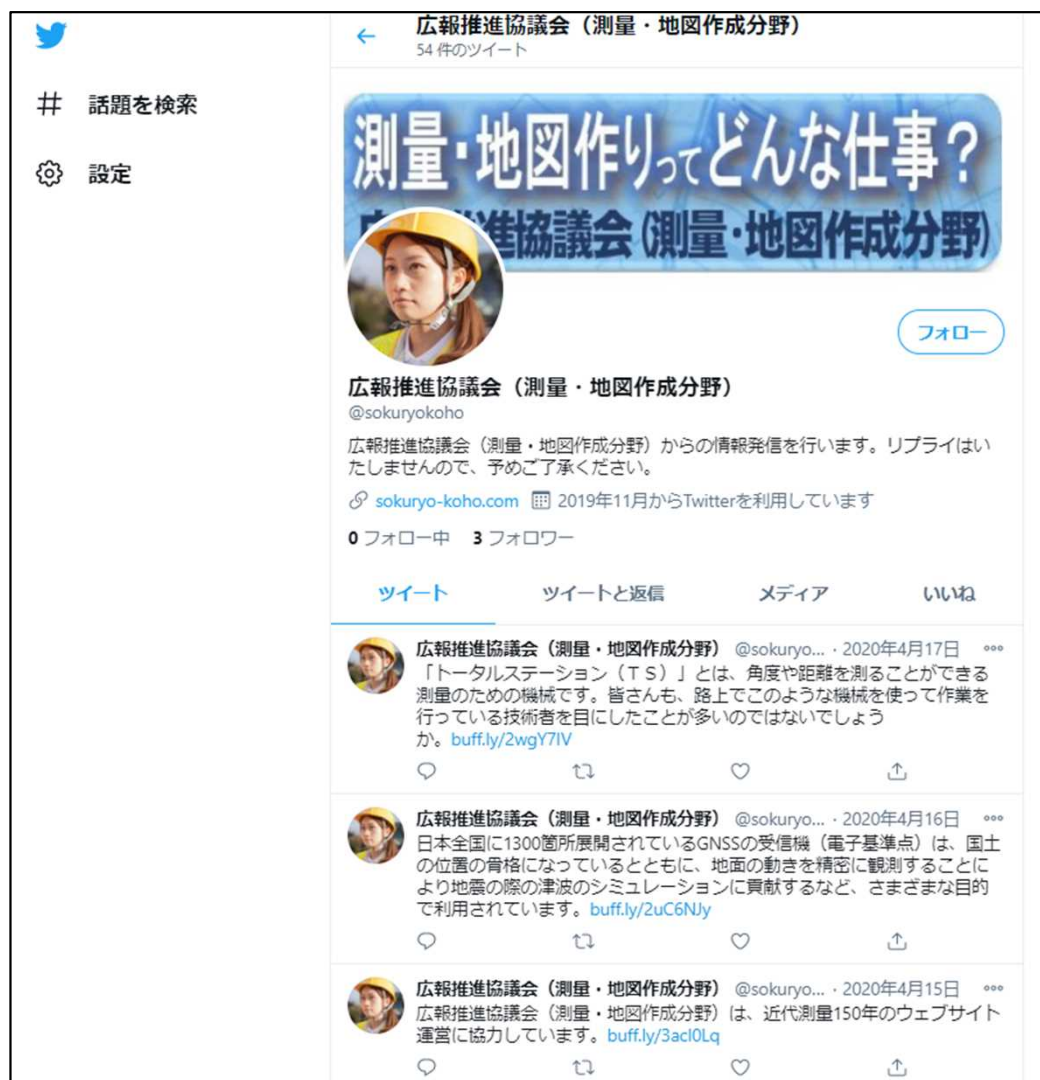 広報推進協議会（測量・地図作成分野）
54 件のツイート
話題を検索
設定
測量・地図作りってどんな仕事？
進協議会（測量・地図作成分野）
フォロー
広報推進協議会（測量・地図作成分野）
@sokuryokoho
広報推進協議会（測量・地図作成分野）からの情報発信を行います。リプライはい
たしませんので、予めご了承ください。
sokuryo-koho.com 2019年11月からTwitterを利用しています
0 フォロー中 3 フォロワー
ツイート ツイートと返信 メディア いいね
広報推進協議会（測量・地図作成分野） @sokuryo... · 2020年4月17日
「トータルステーション（ＴＳ）」とは、角度や距離を測ることができる
測量のための機械です。皆さんも、路上でこのような機械を使って作業を
行っている技術者を目にしたことが多いのではないでしょう
か。buff.ly/2wgY7IV
広報推進協議会（測量・地図作成分野） @sokuryo... · 2020年4月16日
日本全国に1300箇所展開されているGNSSの受信機（電子基準点）は、国土
の位置の骨格になっているとともに、地面の動きを精密に観測することに
より地震の際の津波のシミュレーションに貢献するなど、さまざまな目的
で利用されています。buff.ly/2uC6NJy
広報推進協議会（測量・地図作成分野） @sokuryo... · 2020年4月15日
広報推進協議会（測量・地図作成分野）は、近代測量150年のウェブサイト
運営に協力しています。buff.ly/3acl0Lq